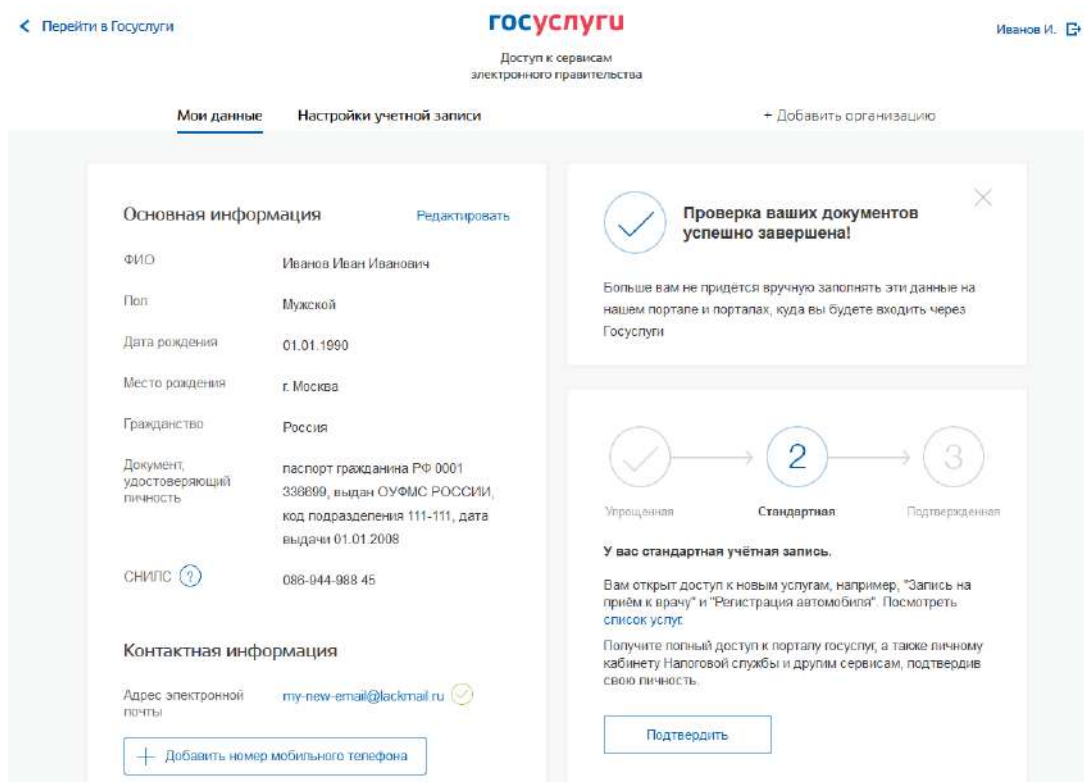 Перейти в Госуслуги
госуслуги
Иванов И.
Доступ к сервисам
электронного правительства
Мои данные
Настройки учетной записи
+ Добавить организацию
Основная информация
Редактировать
ФИО
Иванов Иван Иванович
Пол
Мужской
Дата рождения
01.01.1990
Место рождения
г. Москва
Гражданство
Россия
Документ,
удостоверяющий
личность
паспорт гражданина РФ 0001
336699, выдан ОУФМС РОССИИ,
код подразделения 111-111, дата
выдачи 01.01.2008
СНИЛС ?
086-944-988 45
Контактная информация
Адрес электронной
почты
my-new-email@lackmail.ru
+ Добавить номер мобильного телефона
Проверка ваших документов
успешно завершена!
Больше вам не придётся вручную заполнять эти данные на
нашем портале и порталах, куда вы будете входить через
Госуслуги
2
3
Упрощенная
Стандартная
Подтвержденная
У вас стандартная учётная запись.
Вам открыт доступ к новым услугам, например, "Запись на
приём к врачу" и "Регистрация автомобиля". Посмотреть
список услуг.
Получите полный доступ к порталу госуслуг, а также личному
кабинету Налоговой службы и другим сервисам, подтвердив
свою личность.
Подтвердить